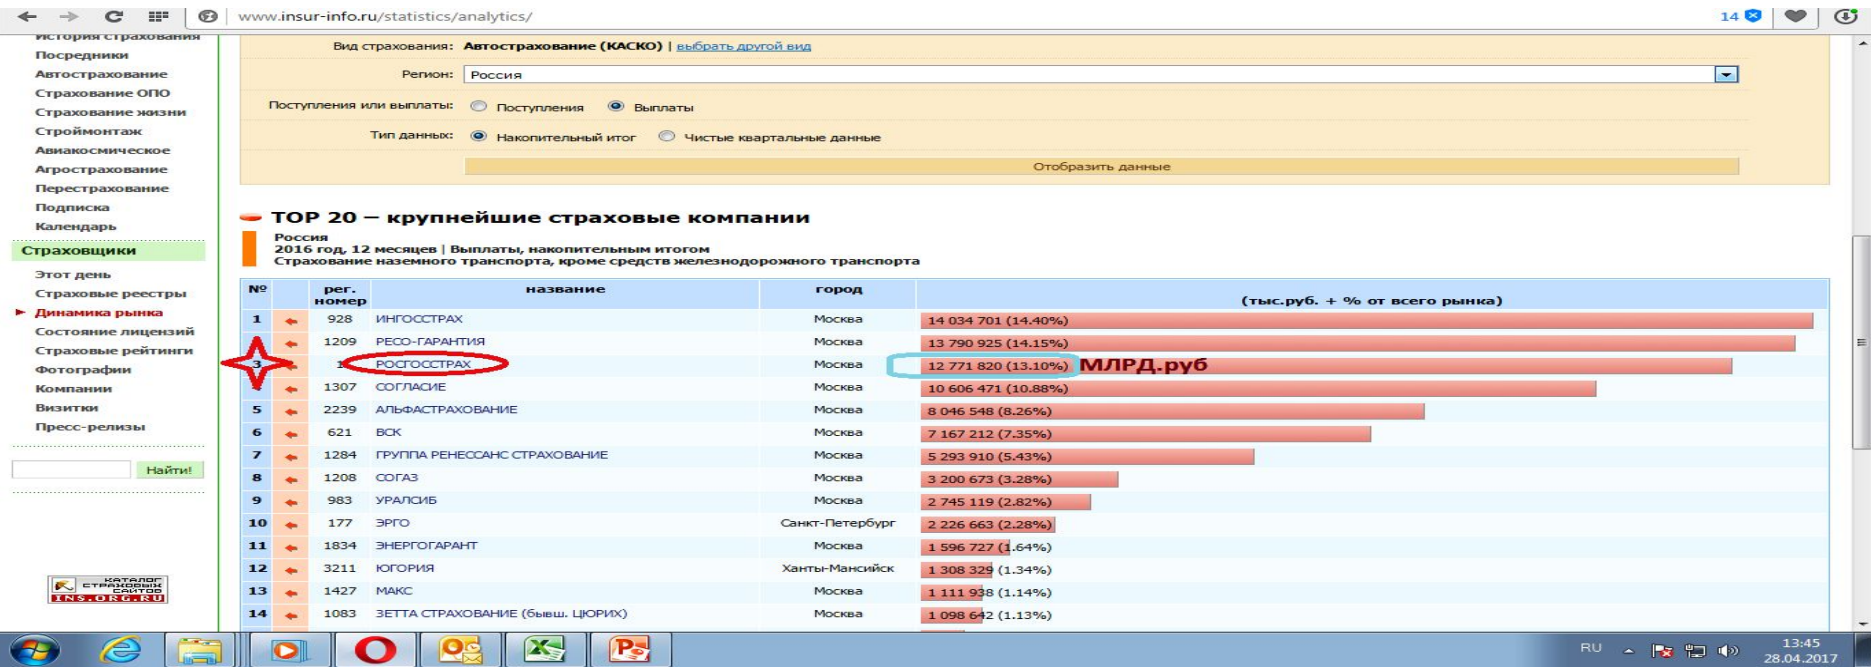 www.insur-info.ru/statistics/analytics/
14
История страхования
Посредники
Автострахование
Страхование ОПО
Страхование жизни
Строймонтаж
Авиакосмическое
Агрострахование
Перестрахование
Подписка
Календарь
Страховщики
Этот день
Страховые реестры
Динамика рынка
Состояние лицензий
Страховые рейтинги
Фотографии
Компании
Визитки
Пресс-релизы
Найти!
КАТАЛОГ
СТРАХОВЫХ
САЙТОВ
INS.ORG.RU
Вид страхования: Автострахование (КАСКО) | выбрать другой вид
Регион: Россия
Поступления или выплаты: Поступления Выплаты
Тип данных: Накопительный итог Чистые квартальные данные
Отобразить данные
TOP 20 – крупнейшие страховые компании
Россия
2016 год, 12 месяцев | Выплаты, накопительным итогом
Страхование наземного транспорта, кроме средств железнодорожного транспорта
№ рег. номер название город (тыс.руб. + % от всего рынка)
1 928 ИНГОССТРАХ Москва 14 034 701 (14.40%)
1209 РЕСО-ГАРАНТИЯ Москва 13 790 925 (14.15%)
3 1 РОСГОССТРАХ Москва 12 771 820 (13.10%) МЛРД.руб
1307 СОГЛАСИЕ Москва 10 606 471 (10.88%)
5 2239 АЛЬФАСТРАХОВАНИЕ Москва 8 046 548 (8.26%)
6 621 ВСК Москва 7 167 212 (7.35%)
7 1284 ГРУППА РЕНЕССАНС СТРАХОВАНИЕ Москва 5 293 910 (5.43%)
8 1208 СОГАЗ Москва 3 200 673 (3.28%)
9 983 УРАЛСИБ Москва 2 745 119 (2.82%)
10 177 ЭРГО Санкт-Петербург 2 226 663 (2.28%)
11 1834 ЭНЕРГОГАРАНТ Москва 1 596 727 (1.64%)
12 3211 ЮГОРИЯ Ханты-Мансийск 1 308 329 (1.34%)
13 1427 МАКС Москва 1 111 938 (1.14%)
14 1083 ЗЕТТА СТРАХОВАНИЕ (бывш. ЦЮРИХ) Москва 1 098 642 (1.13%)
RU
13:45
28.04.2017